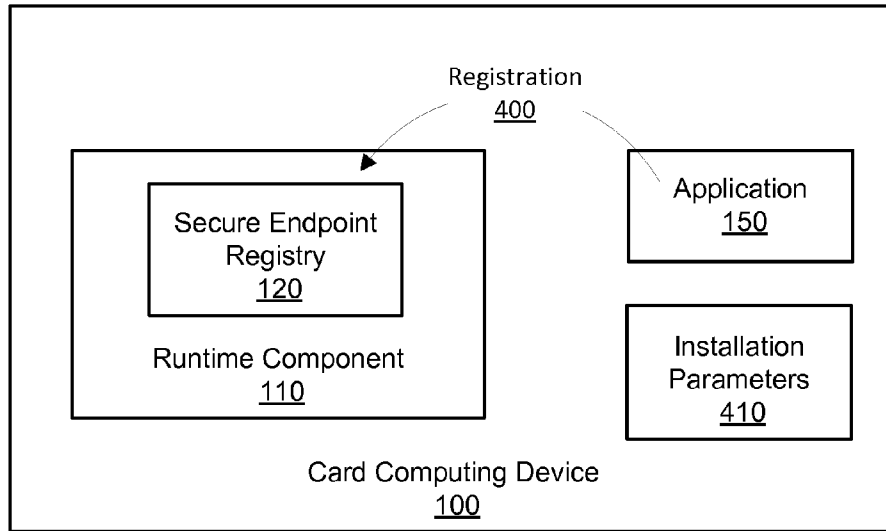 Registration
400
Secure Endpoint
Registry
120
Runtime Component
110
Application
150
Installation
Parameters
410
Card Computing Device
100